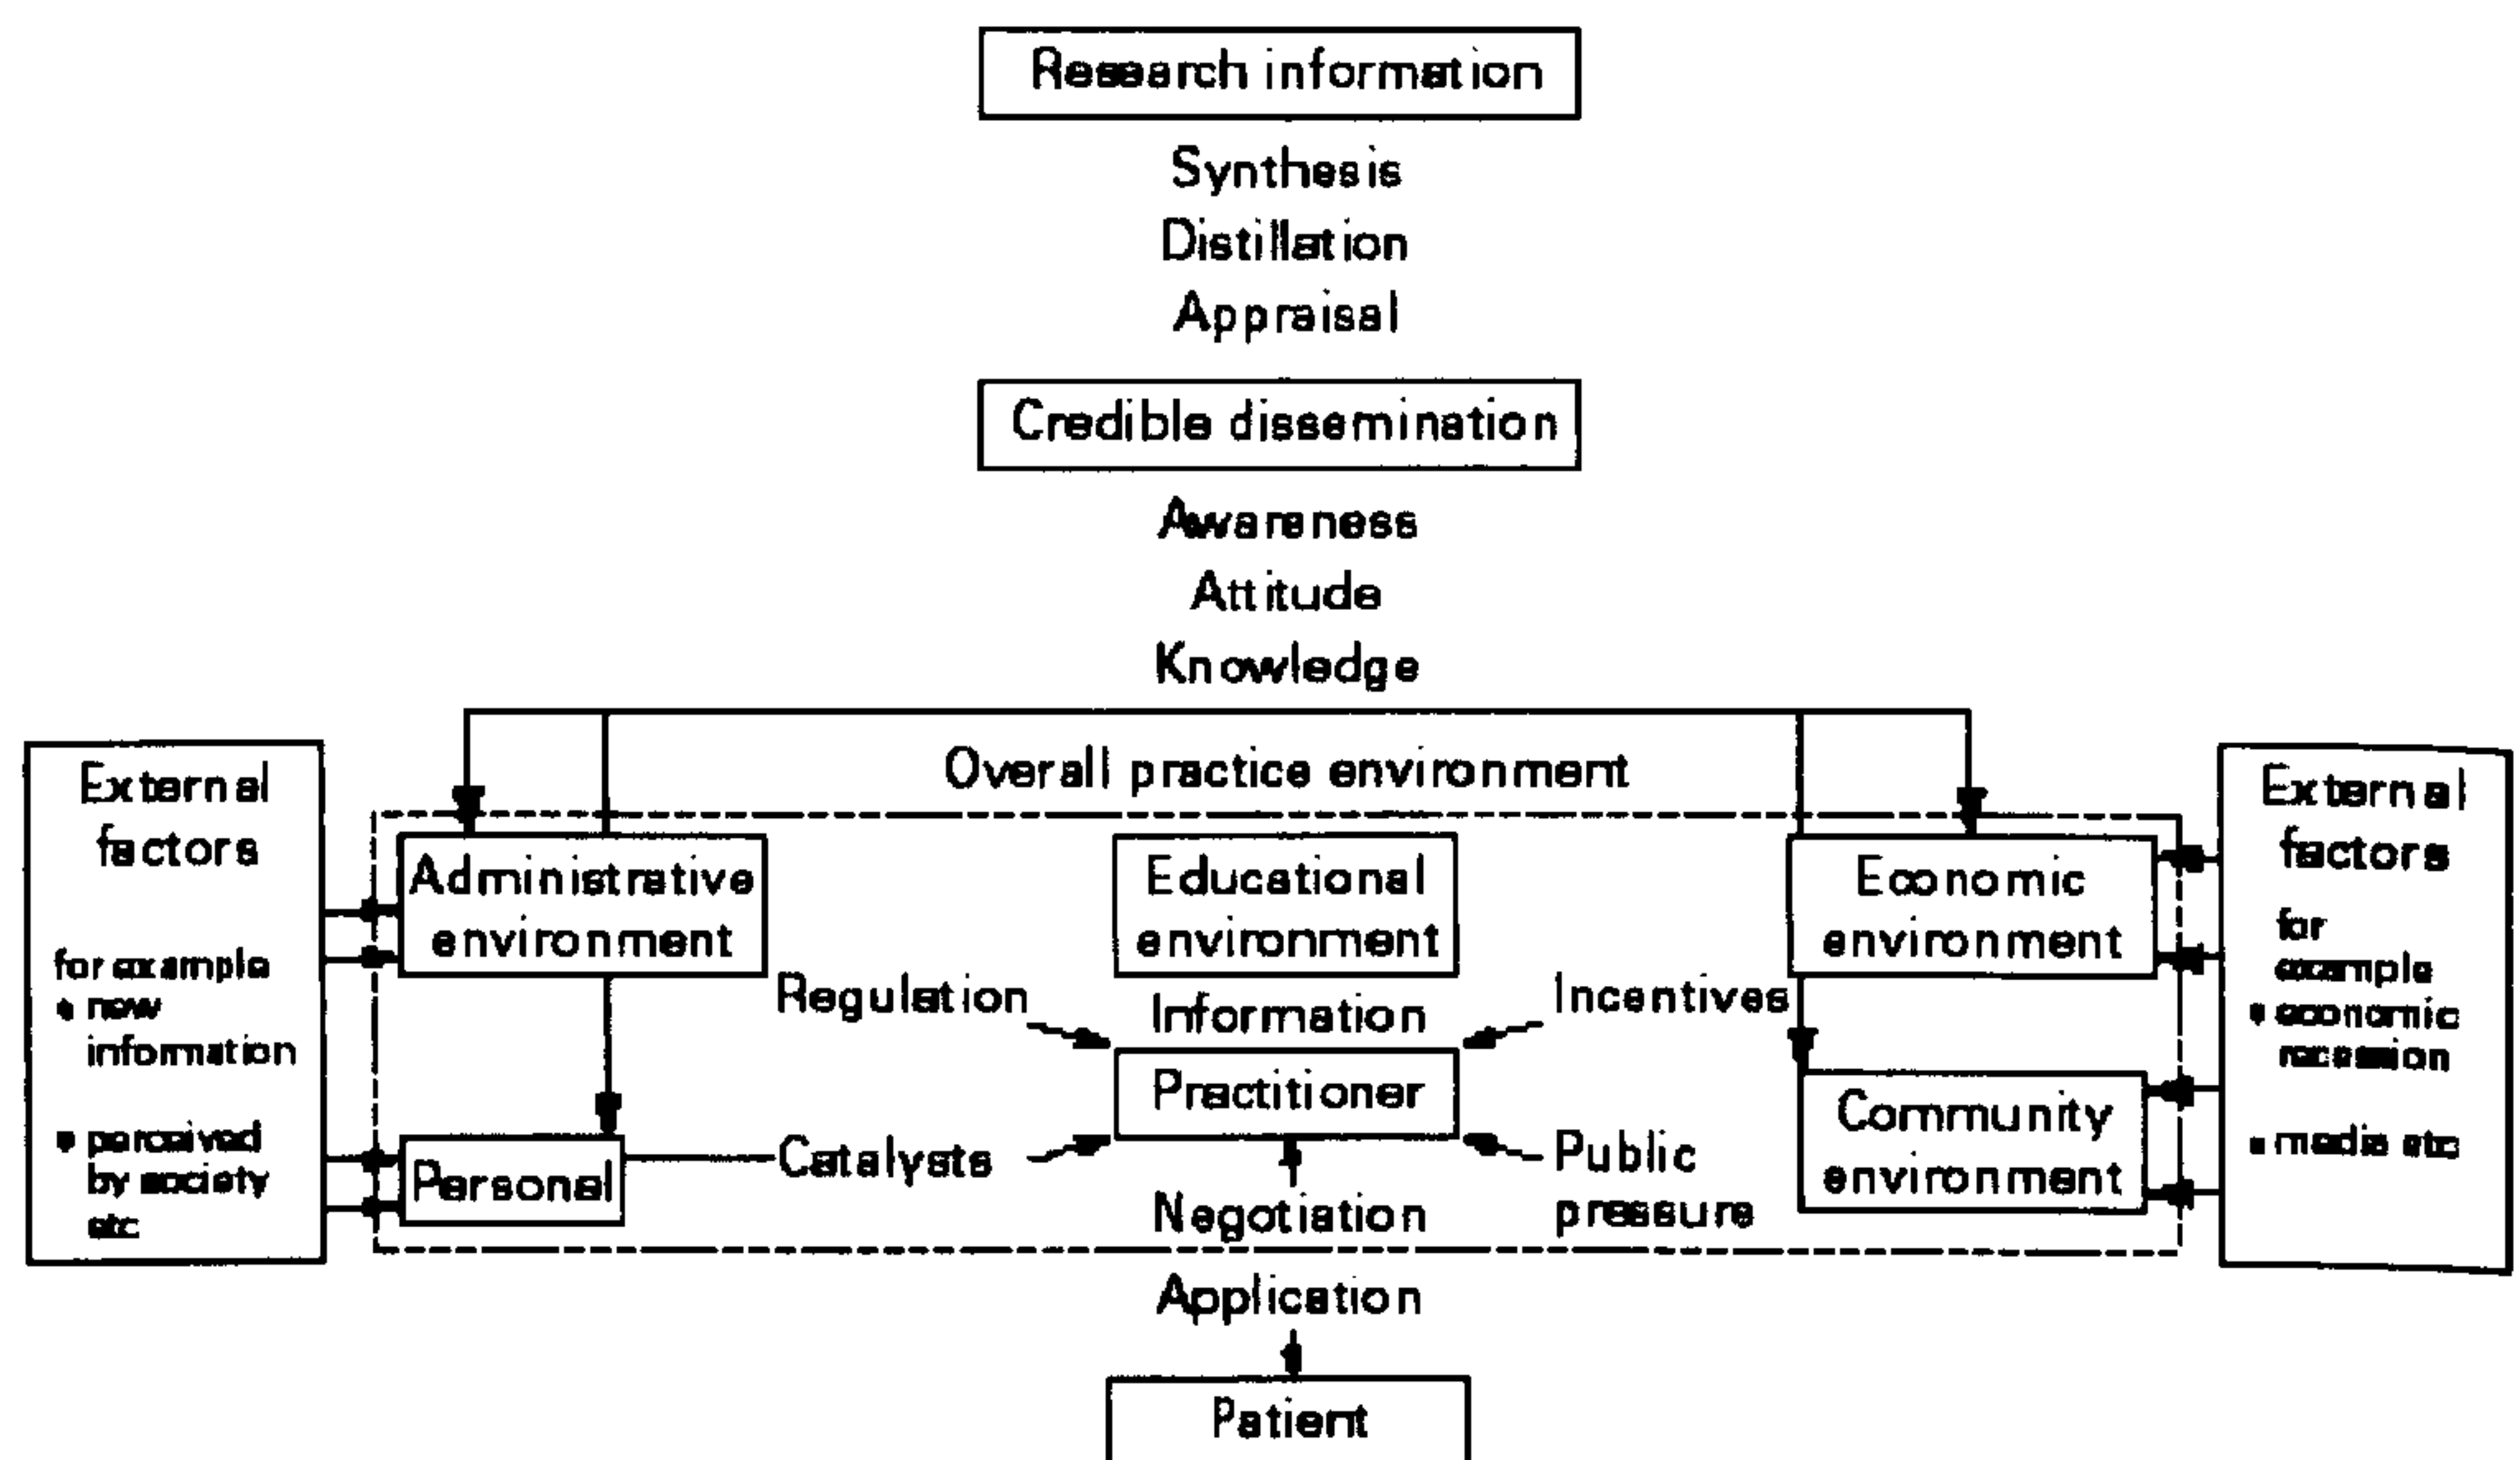 Research information
Synthesis
Distillation
Appraisal
Credible dissemination
Awareness
Attitude
Knowledge
Overall practice environment
External
factors
for example
• new
information
• perceived
by society
etc
Administrative
environment
Personal
Regulation
Catalysts
Educational
environment
Information
Practitioner
Negotiation
Incentives
Public
pressure
Economic
environment
Community
environment
External
factors
for
example
• economic
recession
• media etc
Application
Patient